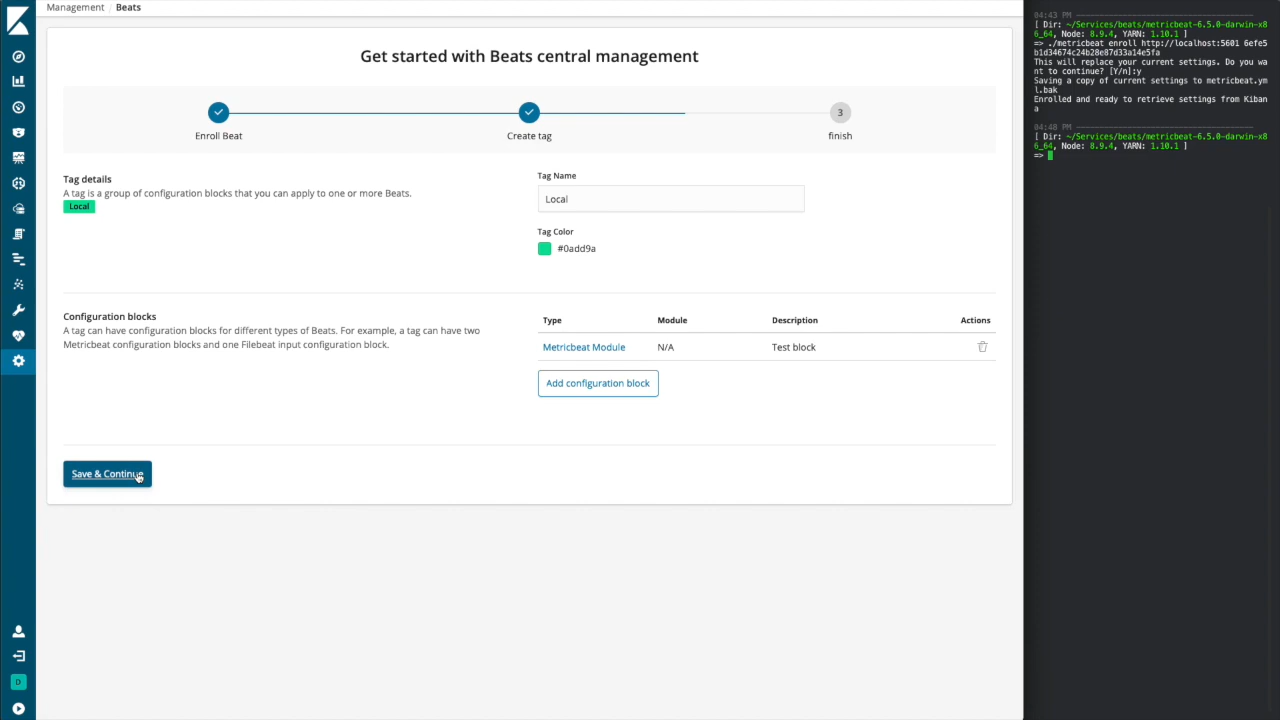 Management / Beats
Get started with Beats central management
3
Enroll Beat
Create tag
finish
Tag details
A tag is a group of configuration blocks that you can apply to one or more Beats.
Local
Tag Name
Local
Tag Color
#0add9a
Configuration blocks
A tag can have configuration blocks for different types of Beats. For example, a tag can have two
Metricbeat configuration blocks and one Filebeat input configuration block.
Type Module Description Actions
Metricbeat Module N/A Test block
Add configuration block
Save & Continue
D
04:43 PM
[ Dir: ~/Services/beats/metricbeat-6.5.0-darwin-x8
6_64, Node: 8.9.4, YARN: 1.10.1 ]
=> ./metricbeat enroll http://localhost:5601 6efe5
b1d34674c24b28e87d33a14e5fa
This will replace your current settings. Do you wa
nt to continue? [Y/n]:y
Saving a copy of current settings to metricbeat.ym
l.bak
Enrolled and ready to retrieve settings from Kiban
a
04:48 PM
[ Dir: ~/Services/beats/metricbeat-6.5.0-darwin-x8
6_64, Node: 8.9.4, YARN: 1.10.1 ]
=>